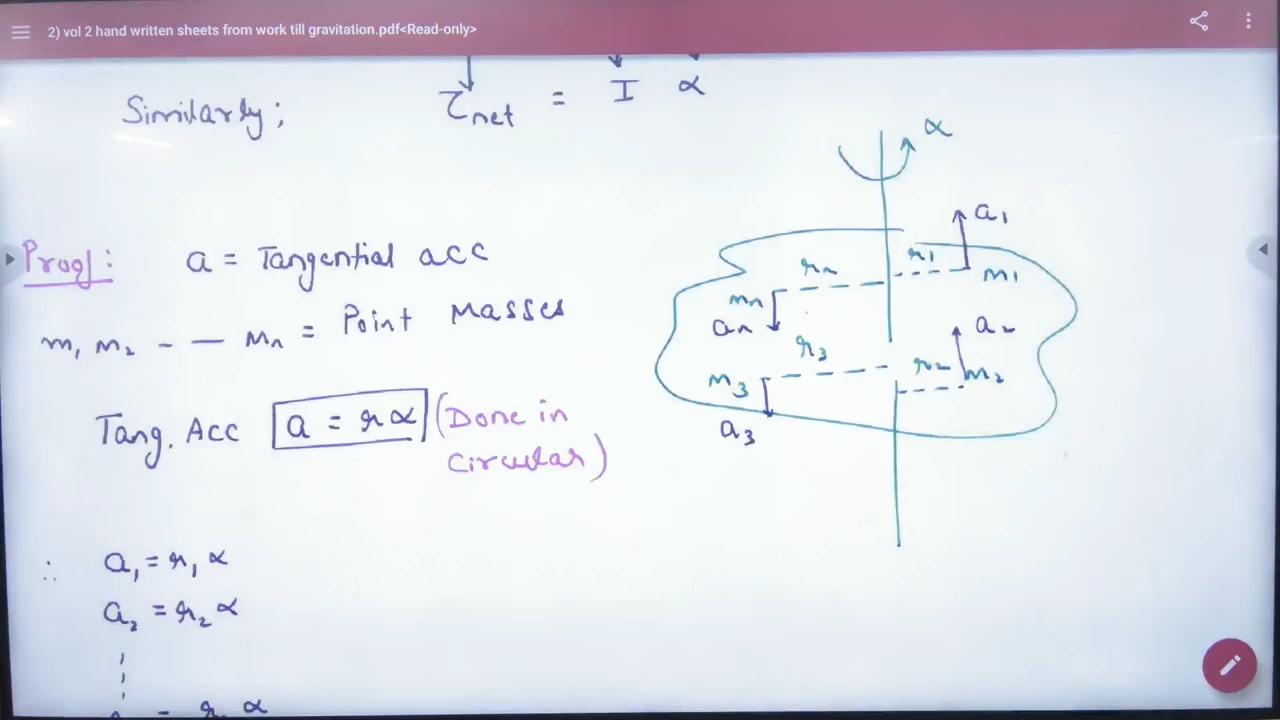 2) vol 2 hand written sheets from work till gravitation.pdf<Read-only>
Similarly; τnet = I α
Proof: a = Tangential acc
m₁ m₂ - — mₙ = Point Masses
Tang. Acc a = rα (Done in
circular)
∴ a₁ = r₁ α
a₂ = r₂ α
= r α
α
a₁
r₁
m₁
rₙ
mₙ
aₙ
a₂
r₂
m₂
r₃
m₃
a₃